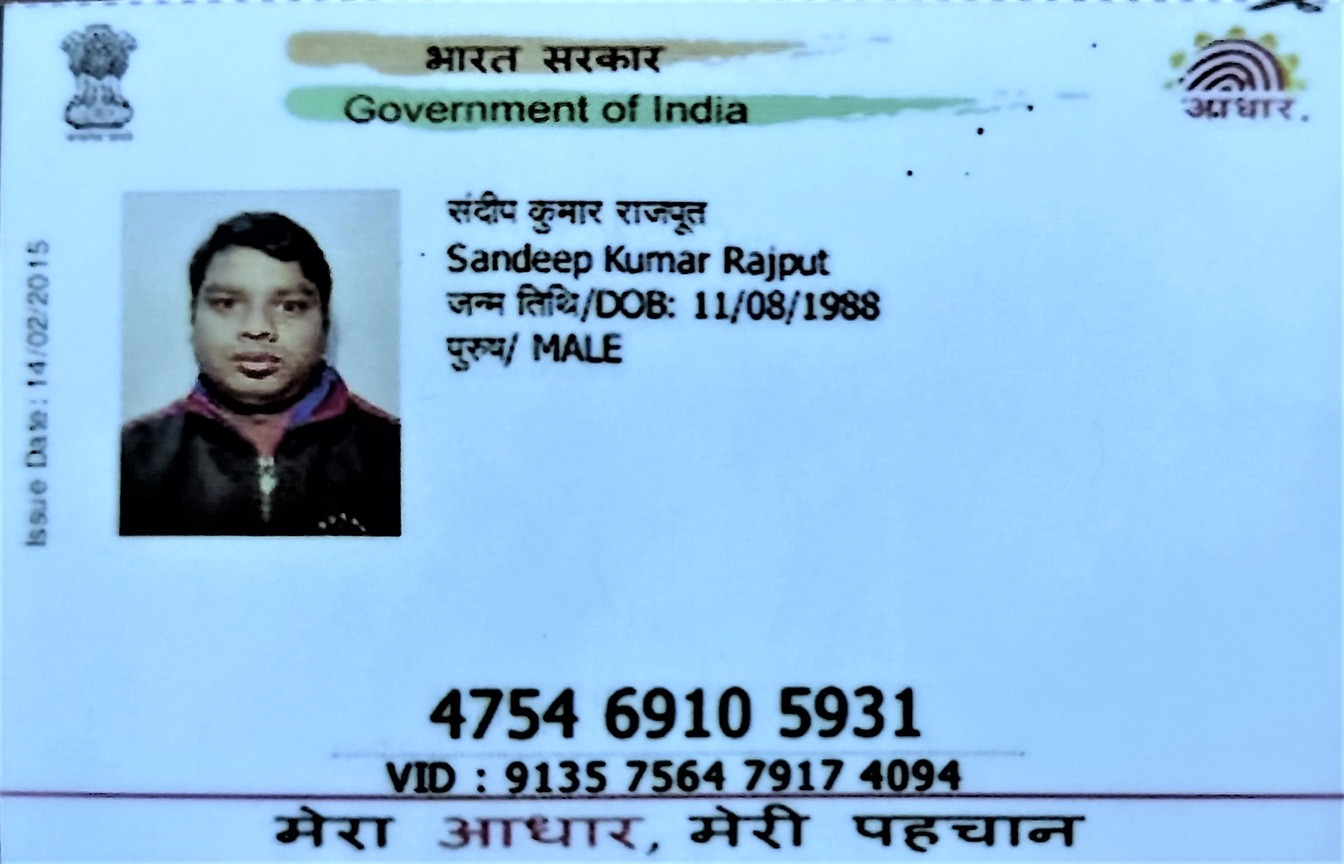 भारत सरकार
Government of India
आधार
संदीप कुमार राजपूत
Sandeep Kumar Rajput
जन्म तिथि/DOB: 11/08/1988
पुरुष/ MALE
Issue Date: 14/02/2015
4754 6910 5931
VID : 9135 7564 7917 4094
मेरा आधार, मेरी पहचान